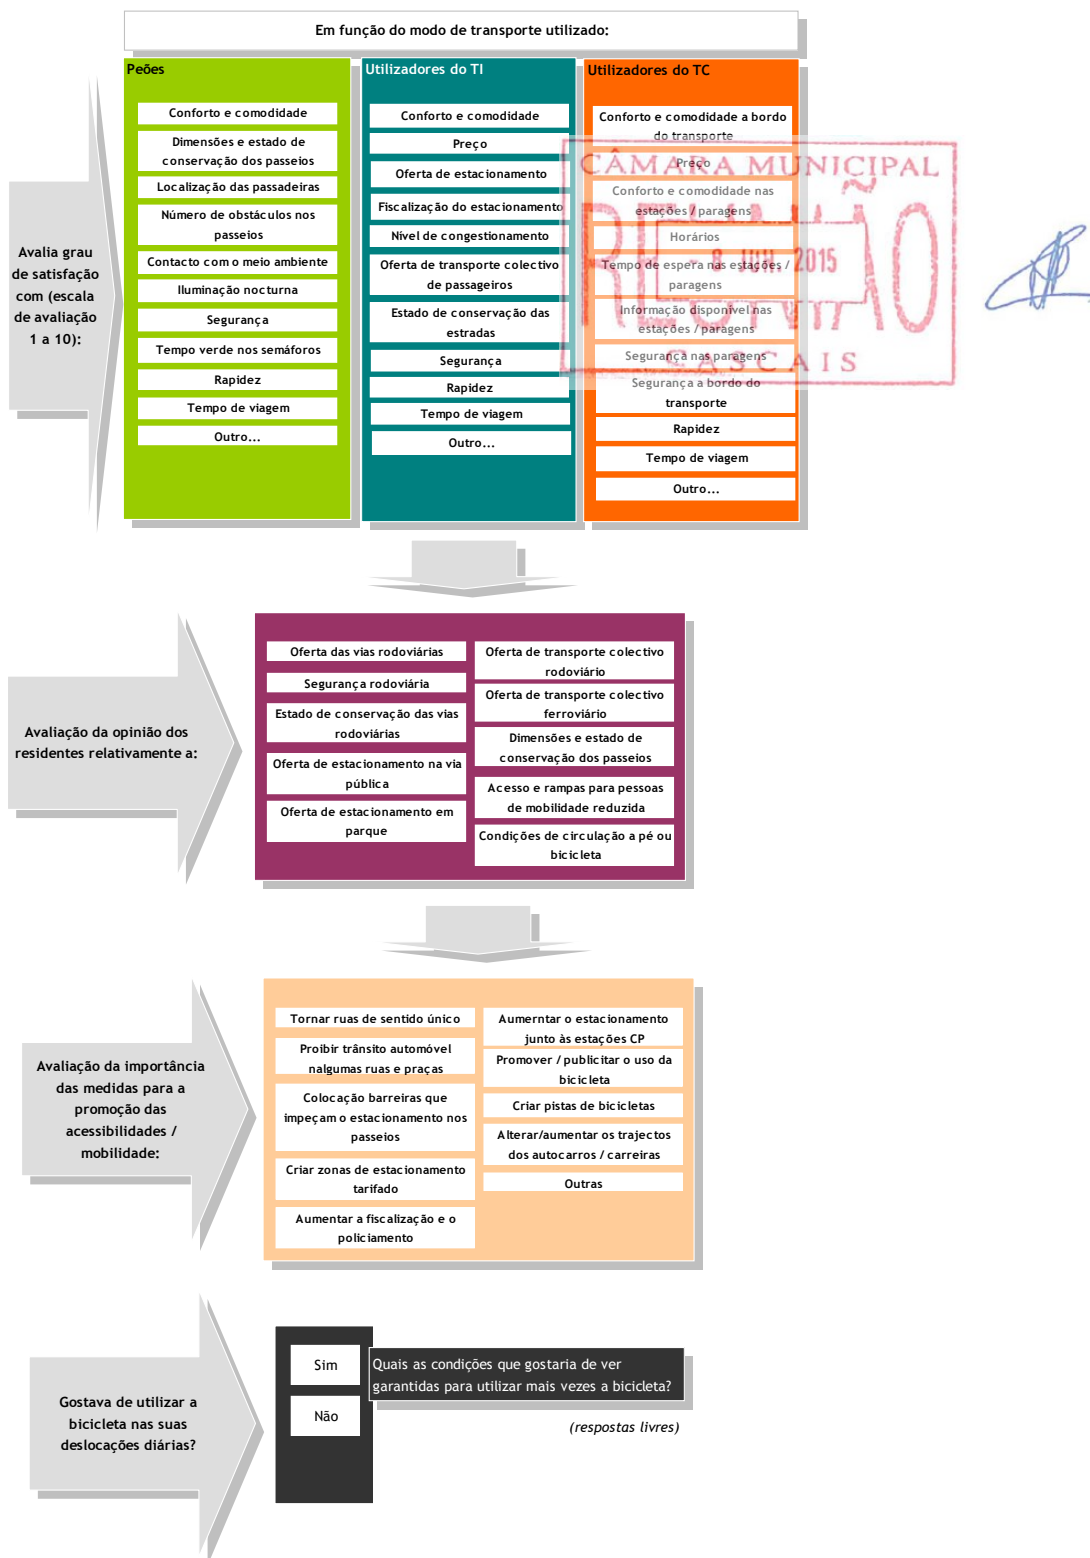 Em função do modo de transporte utilizado:
Avalia grau
de satisfação
com (escala
de avaliação
1 a 10):
Peões
Conforto e comodidade
Dimensões e estado de
conservação dos passeios
Localização das passadeiras
Número de obstáculos nos
passeios
Contacto com o meio ambiente
Iluminação nocturna
Segurança
Tempo verde nos semáforos
Rapidez
Tempo de viagem
Outro...
Utilizadores do TI
Conforto e comodidade
Preço
Oferta de estacionamento
Fiscalização do estacionamento
Nível de congestionamento
Oferta de transporte colectivo
de passageiros
Estado de conservação das
estradas
Segurança
Rapidez
Tempo de viagem
Outro...
Utilizadores do TC
Conforto e comodidade a bordo
do transporte
Preço
Conforto e comodidade nas
estações / paragens
Horários
Tempo de espera nas estações /
paragens
Informação disponível nas
estações / paragens
Segurança nas paragens
Segurança a bordo do
transporte
Rapidez
Tempo de viagem
Outro...
CÂMARA MUNICIPAL
REUNIÃO
2015
CASCAIS
Avaliação da opinião dos
residentes relativamente a:
Oferta das vias rodoviárias
Segurança rodoviária
Estado de conservação das vias
rodoviárias
Oferta de estacionamento na via
pública
Oferta de estacionamento em
parque
Oferta de transporte colectivo
rodoviário
Oferta de transporte colectivo
ferroviário
Dimensões e estado de
conservação dos passeios
Acesso e rampas para pessoas
de mobilidade reduzida
Condições de circulação a pé ou
bicicleta
Avaliação da importância
das medidas para a
promoção das
acessibilidades /
mobilidade:
Tornar ruas de sentido único
Proibir trânsito automóvel
nalgumas ruas e praças
Colocação barreiras que
impeçam o estacionamento nos
passeios
Criar zonas de estacionamento
tarifado
Aumentar a fiscalização e o
policiamento
Aumerntar o estacionamento
junto às estações CP
Promover / publicitar o uso da
bicicleta
Criar pistas de bicicletas
Alterar/aumentar os trajectos
dos autocarros / carreiras
Outras
Gostava de utilizar a
bicicleta nas suas
deslocações diárias?
Sim
Não
Quais as condições que gostaria de ver
garantidas para utilizar mais vezes a bicicleta?
(respostas livres)